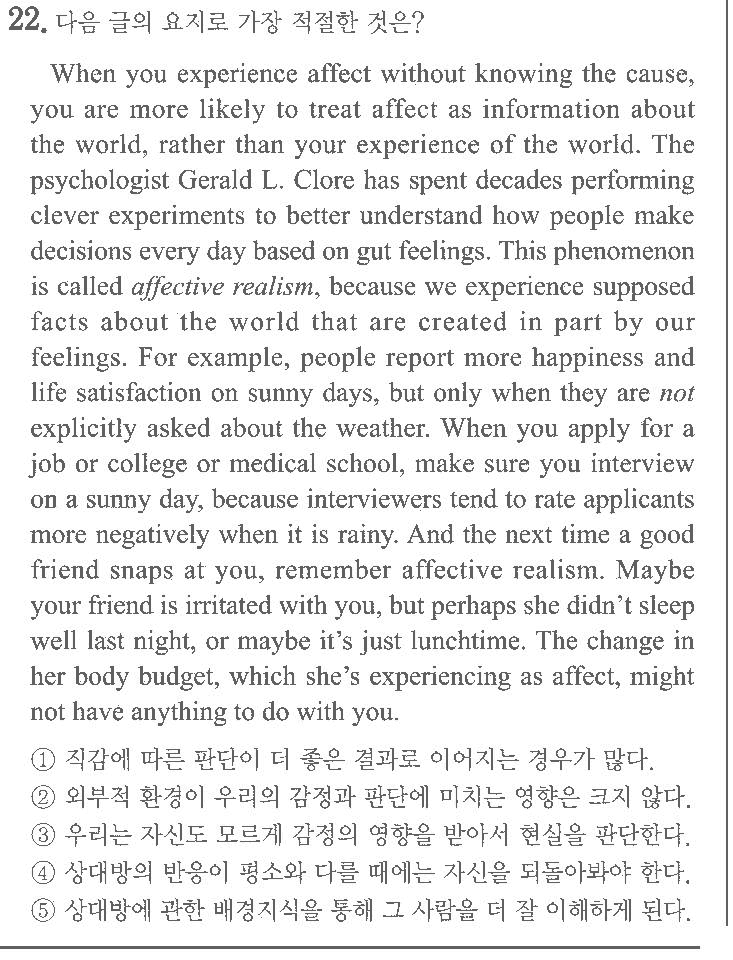 22. 다음 글의 요지로 가장 적절한 것은?
When you experience affect without knowing the cause,
you are more likely to treat affect as information about
the world, rather than your experience of the world. The
psychologist Gerald L. Clore has spent decades performing
clever experiments to better understand how people make
decisions every day based on gut feelings. This phenomenon
is called affective realism, because we experience supposed
facts about the world that are created in part by our
feelings. For example, people report more happiness and
life satisfaction on sunny days, but only when they are not
explicitly asked about the weather. When you apply for a
job or college or medical school, make sure you interview
on a sunny day, because interviewers tend to rate applicants
more negatively when it is rainy. And the next time a good
friend snaps at you, remember affective realism. Maybe
your friend is irritated with you, but perhaps she didn't sleep
well last night, or maybe it's just lunchtime. The change in
her body budget, which she's experiencing as affect, might
not have anything to do with you.
① 직감에 따른 판단이 더 좋은 결과로 이어지는 경우가 많다.
② 외부적 환경이 우리의 감정과 판단에 미치는 영향은 크지 않다.
③ 우리는 자신도 모르게 감정의 영향을 받아서 현실을 판단한다.
④ 상대방의 반응이 평소와 다를 때에는 자신을 되돌아봐야 한다.
⑤ 상대방에 관한 배경지식을 통해 그 사람을 더 잘 이해하게 된다.